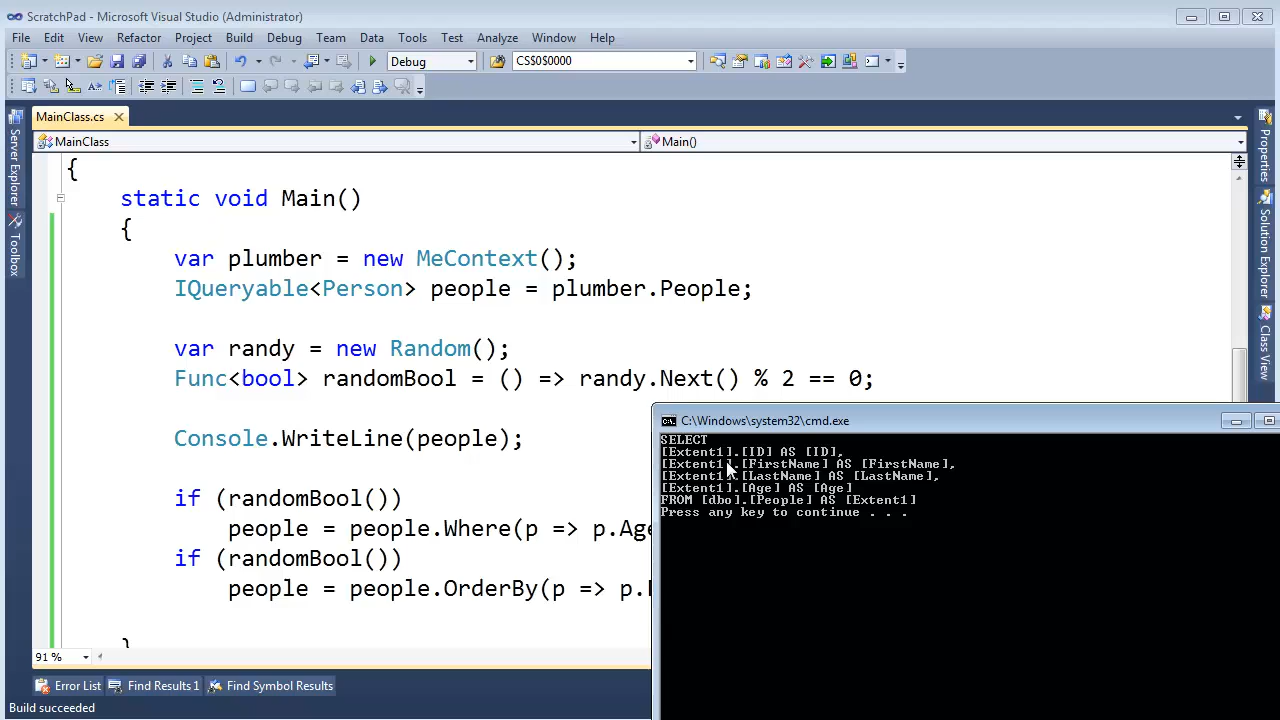 ScratchPad - Microsoft Visual Studio (Administrator)
File Edit View Refactor Project Build Debug Team Data Tools Test Analyze Window Help
Debug CS$0$0000
MainClass.cs
MainClass Main()
{
static void Main()
{
var plumber = new MeContext();
IQueryable<Person> people = plumber.People;
var randy = new Random();
Func<bool> randomBool = () => randy.Next() % 2 == 0;
Console.WriteLine(people);
if (randomBool())
people = people.Where(p => p.Age
if (randomBool())
people = people.OrderBy(p => p.
}
91 %
Error List Find Results 1 Find Symbol Results
Build succeeded
Server Explorer
Toolbox
Properties
Solution Explorer
Class View
C:\Windows\system32\cmd.exe
SELECT
[Extent1].[ID] AS [ID],
[Extent1].[FirstName] AS [FirstName],
[Extent1].[LastName] AS [LastName],
[Extent1].[Age] AS [Age]
FROM [dbo].[People] AS [Extent1]
Press any key to continue . . .